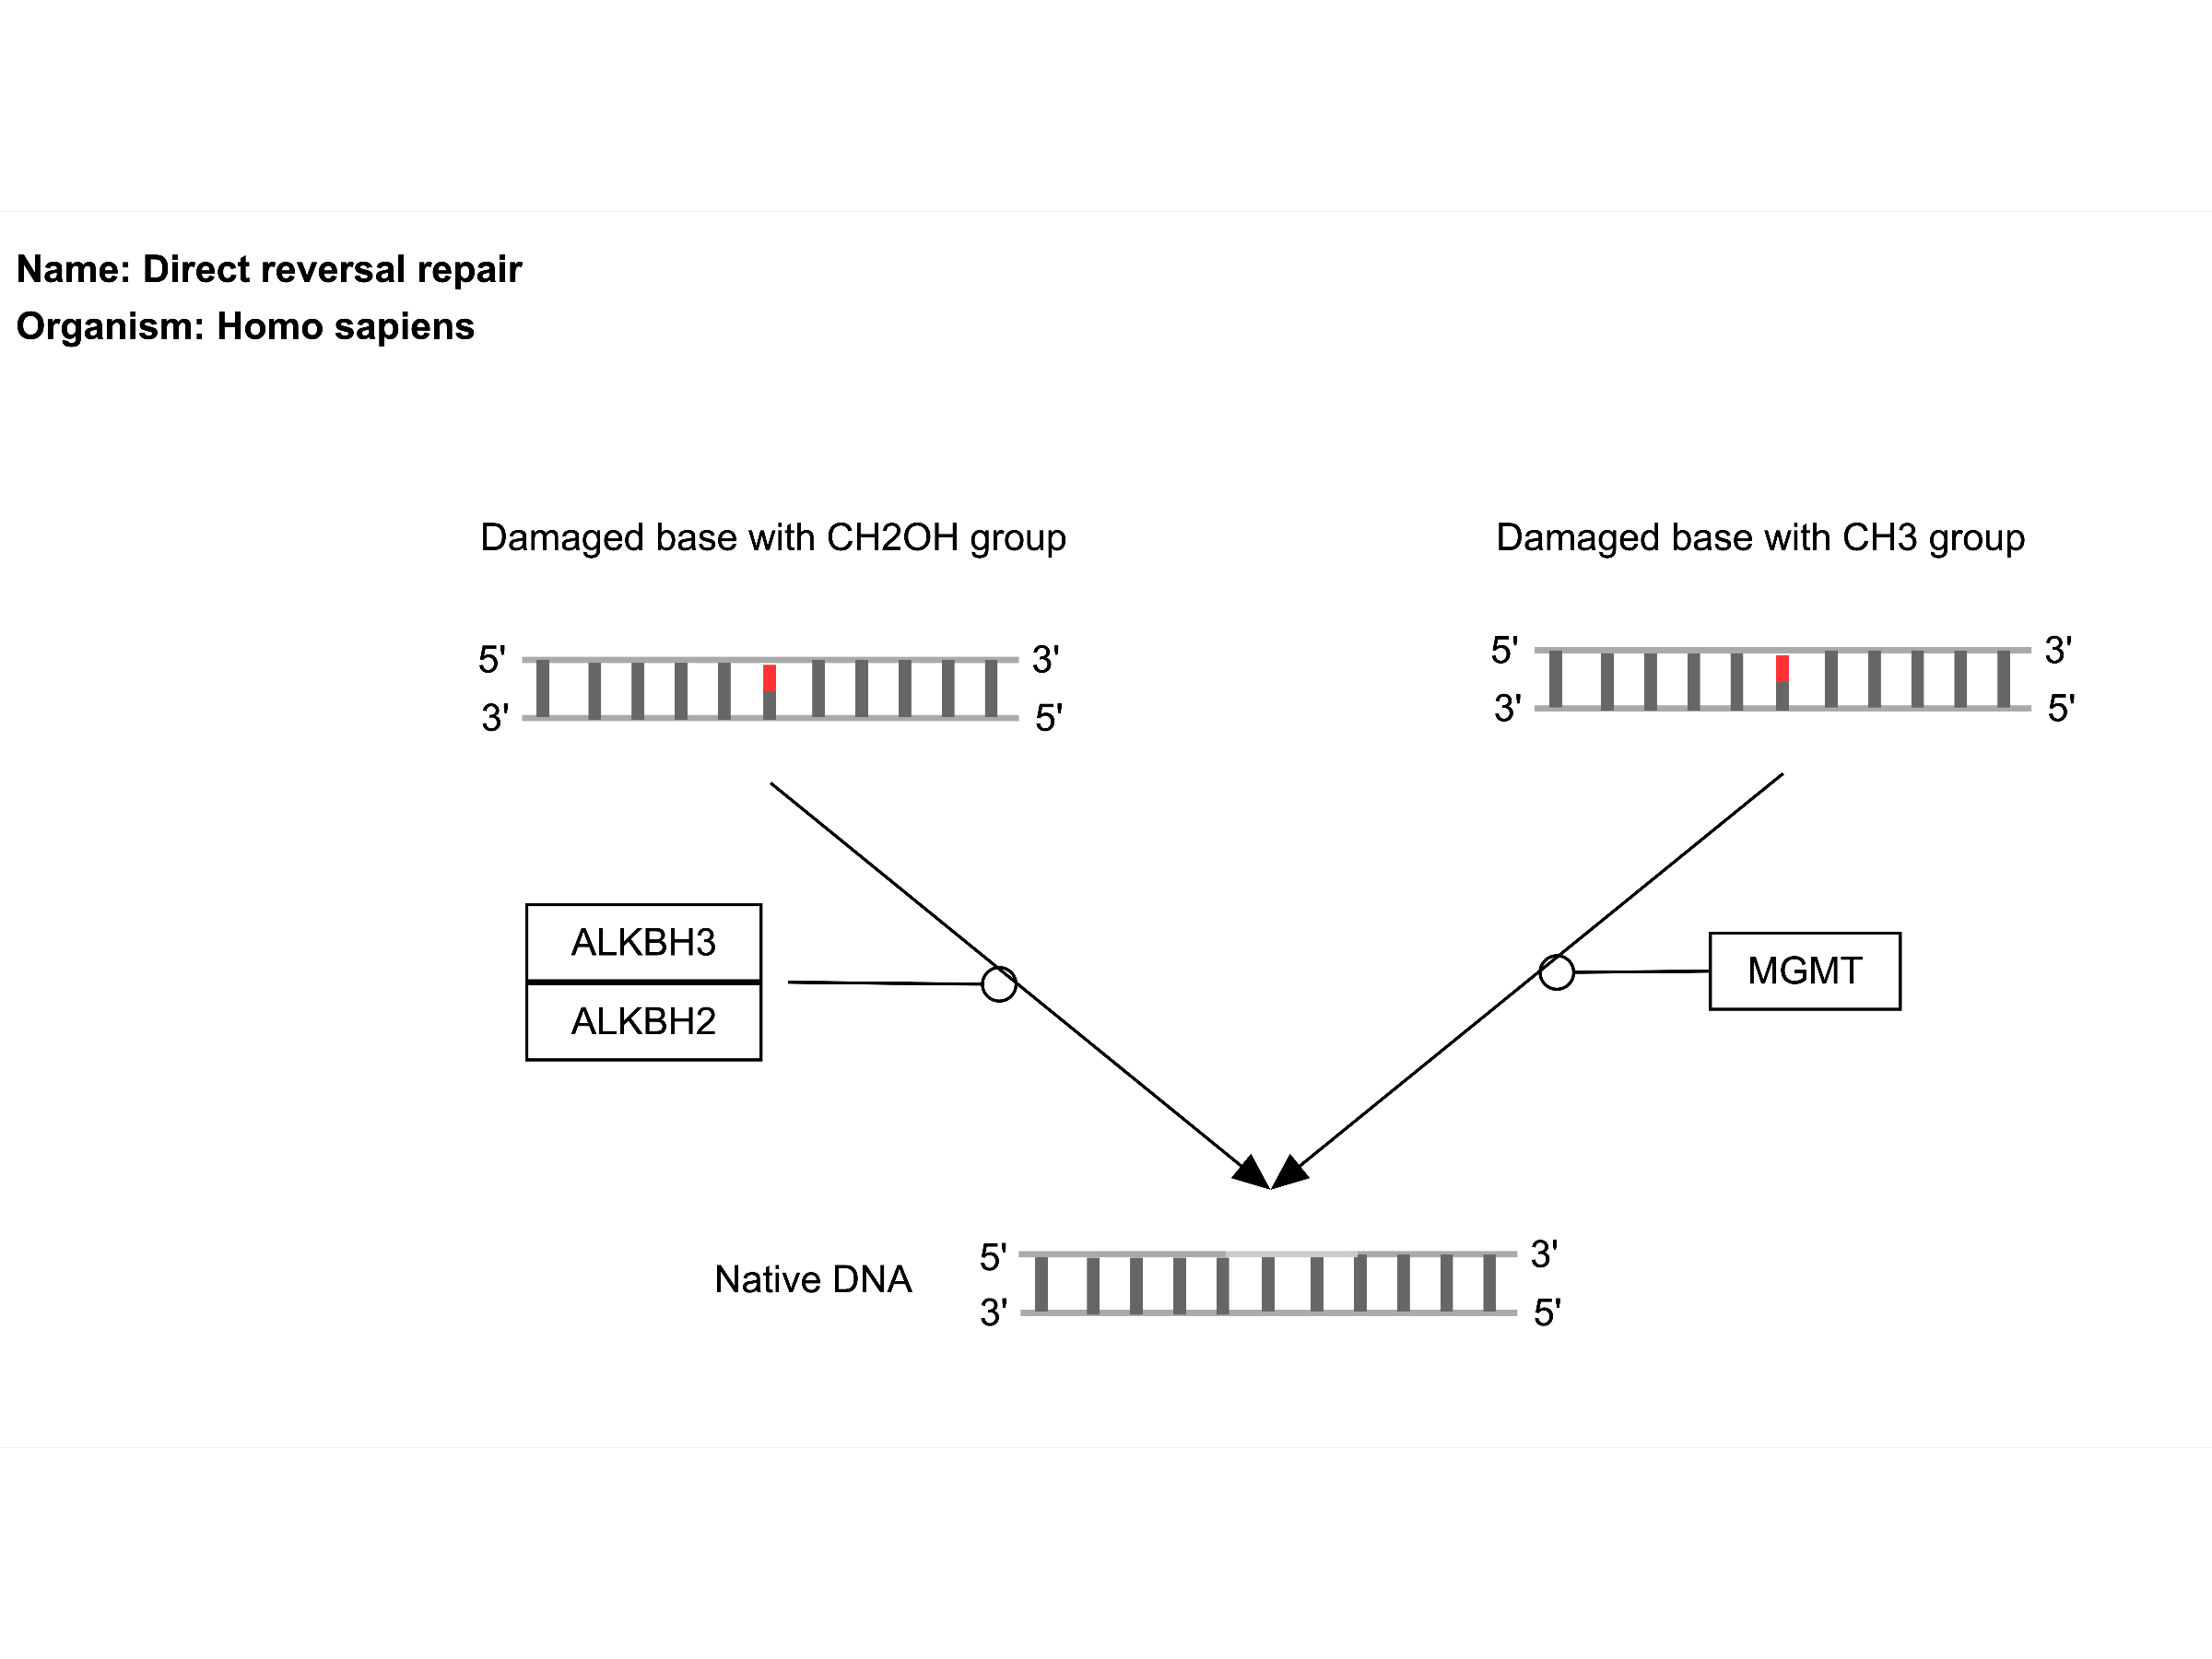 Name: Direct reversal repair
Organism: Homo sapiens
Damaged base with CH2OH group
Damaged base with CH3 group
5' 3'
3' 5'
5' 3'
3' 5'
ALKBH3
ALKBH2
MGMT
Native DNA
5' 3'
3' 5'